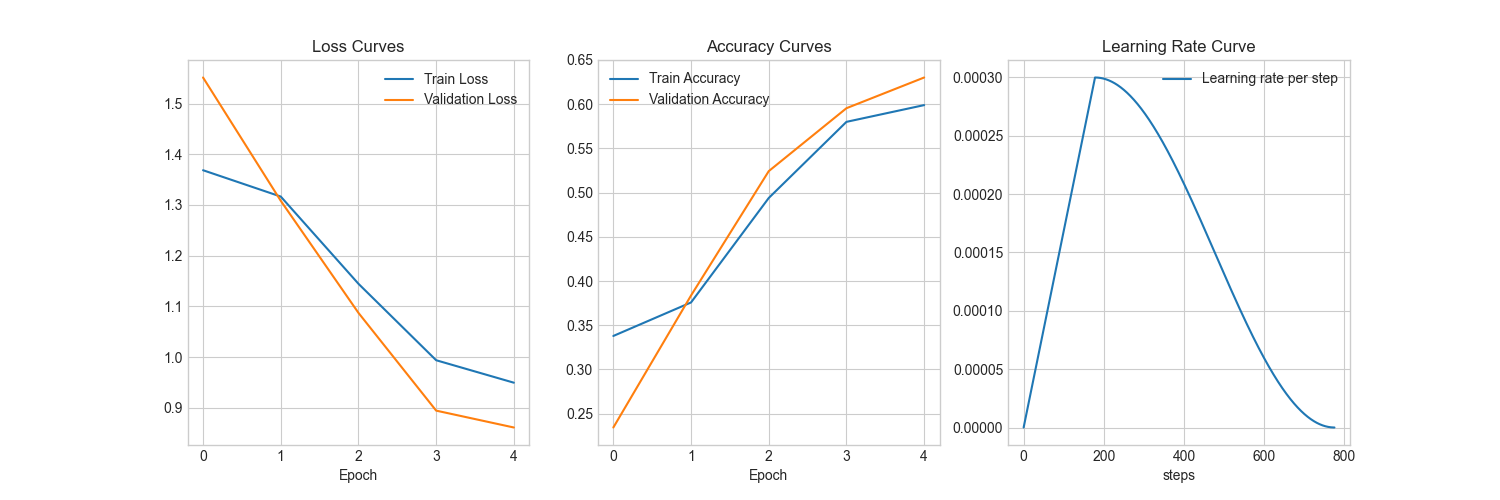 Loss Curves
Train Loss
Validation Loss
1.5
1.4
1.3
1.2
1.1
1.0
0.9
0 1 2 3 4
Epoch
Accuracy Curves
Train Accuracy
Validation Accuracy
0.65
0.60
0.55
0.50
0.45
0.40
0.35
0.30
0.25
0 1 2 3 4
Epoch
Learning Rate Curve
Learning rate per step
0.00030
0.00025
0.00020
0.00015
0.00010
0.00005
0.00000
0 200 400 600 800
steps